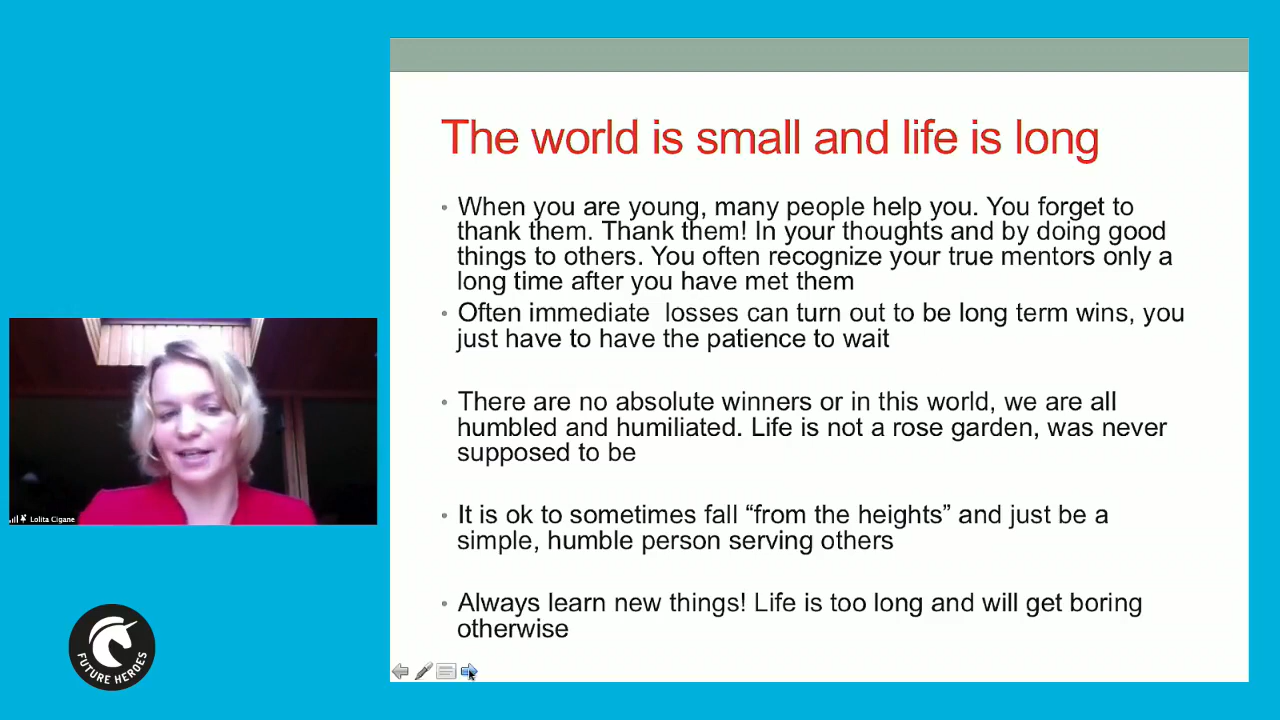 The world is small and life is long
When you are young, many people help you. You forget to
thank them. Thank them! In your thoughts and by doing good
things to others. You often recognize your true mentors only a
long time after you have met them
Often immediate  losses can turn out to be long term wins, you
just have to have the patience to wait
There are no absolute winners or in this world, we are all
humbled and humiliated. Life is not a rose garden, was never
supposed to be
It is ok to sometimes fall “from the heights” and just be a
simple, humble person serving others
Always learn new things! Life is too long and will get boring
otherwise
Lolita Cigane
FUTURE HEROES